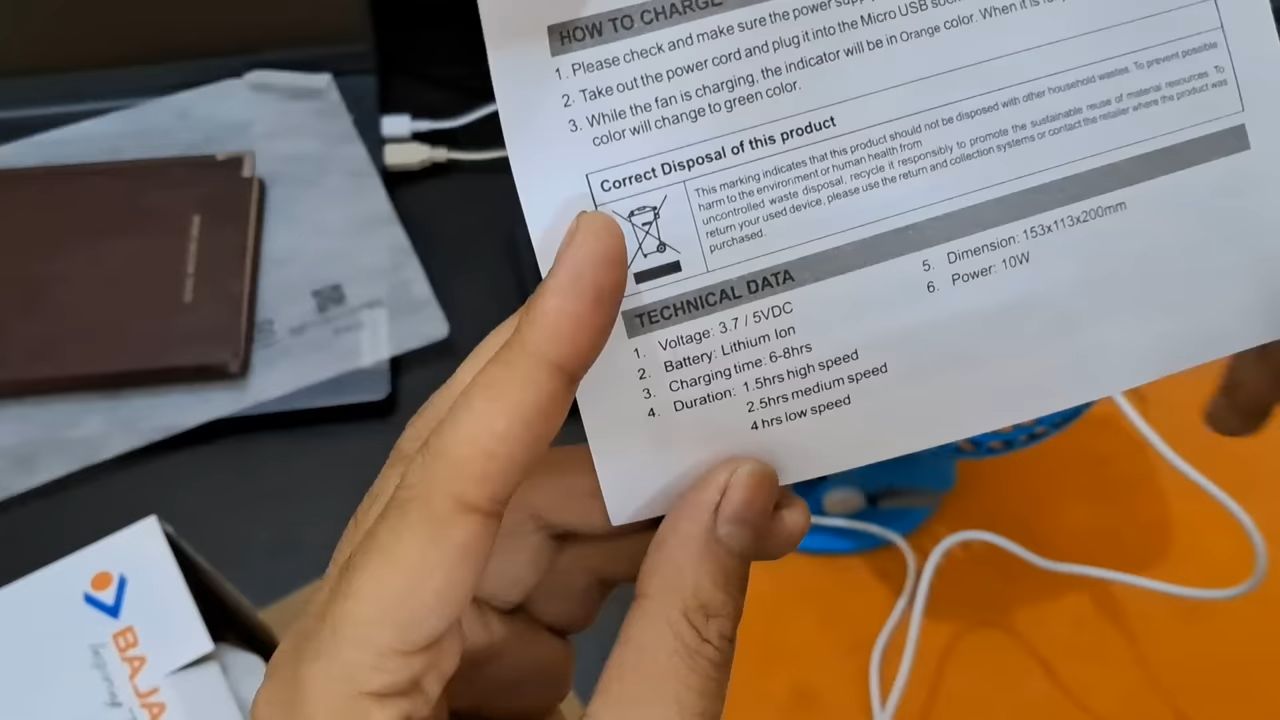 HOW TO CHARGE
1. Please check and make sure the power
2. Take out the power cord and plug it into the Micro USB
3. While the fan is charging, the indicator will be in Orange color. When it is
color will change to green color.
Correct Disposal of this product
This marking indicates that this product should not be disposed with other household wastes. To prevent possible
harm to the environment or human health from
uncontrolled waste disposal, recycle it responsibly to promote the sustainable reuse of material resources To
return your used device, please use the return and collection systems or contact the retailer where the product was
purchased.
TECHNICAL DATA
1. Voltage: 3.7 / 5VDC
2. Battery: Lithium Ion
3. Charging time: 6-8hrs
4. Duration: 1.5hrs high speed
2.5hrs medium speed
4 hrs low speed
5. Dimension: 153x113x200mm
6. Power: 10W
BAJA